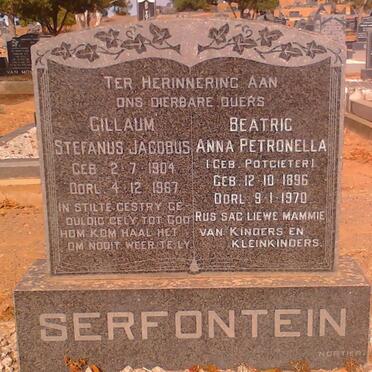 TER HERINNERING AAN
ONS DIERBARE OUERS
GILLAUM
STEFANUS JACOBUS
GEB. 2-7-1904
OORL. 4-12-1967
IN STILTE GESTRY GE
DULDIG GELY TOT GOD
HOM KOM HAAL HET
OM NOOIT WEER TE LY
BEATRIC
ANNA PETRONELLA
(GEB. POTGIETER)
GEB. 12-10-1896
OORL. 9-1-1970
RUS SAG LIEWE MAMMIE
VAN KINDERS EN
KLEINKINDERS.
SERFONTEIN
NORTIER